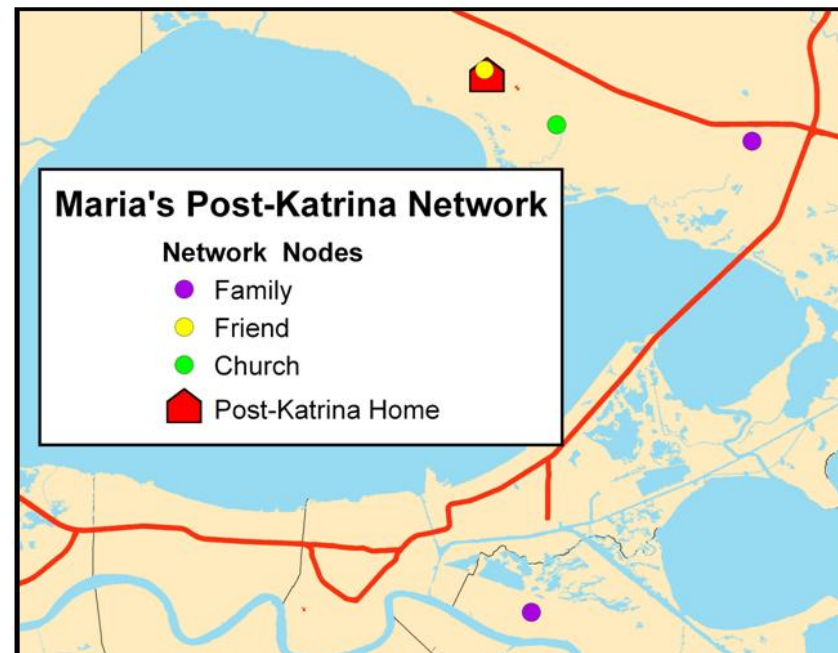 Maria's Post-Katrina Network
Network Nodes
Family
Friend
Church
Post-Katrina Home